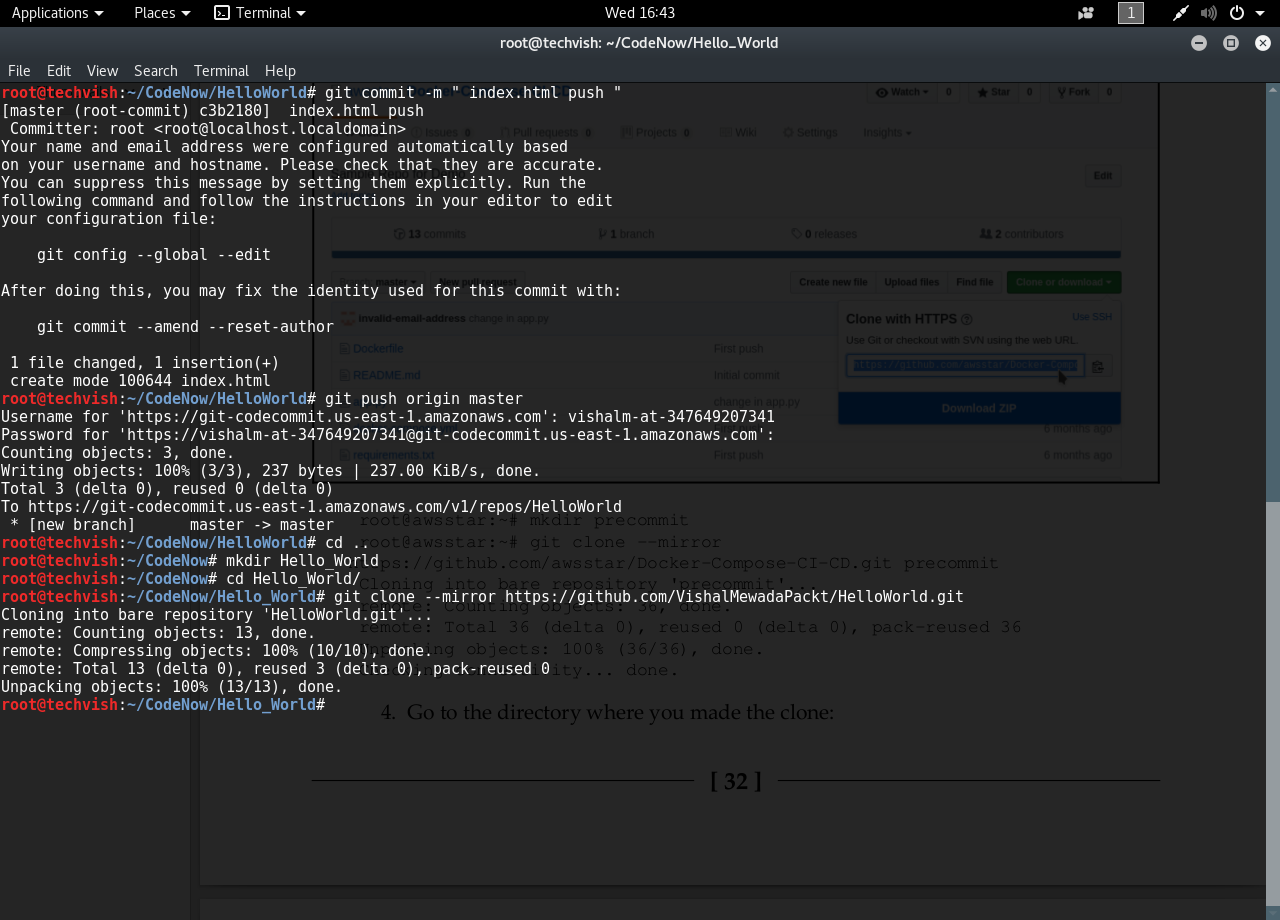 Applications Places Terminal Wed 16:43 1
root@techvish: ~/CodeNow/Hello_World
File Edit View Search Terminal Help
root@techvish:~/CodeNow/HelloWorld# git commit -m " index.html push "
[master (root-commit) c3b2180]  index.html push
 Committer: root <root@localhost.localdomain>
Your name and email address were configured automatically based
on your username and hostname. Please check that they are accurate.
You can suppress this message by setting them explicitly. Run the
following command and follow the instructions in your editor to edit
your configuration file:
    git config --global --edit
After doing this, you may fix the identity used for this commit with:
    git commit --amend --reset-author
 1 file changed, 1 insertion(+)
 create mode 100644 index.html
root@techvish:~/CodeNow/HelloWorld# git push origin master
Username for 'https://git-codecommit.us-east-1.amazonaws.com': vishalm-at-347649207341
Password for 'https://vishalm-at-347649207341@git-codecommit.us-east-1.amazonaws.com':
Counting objects: 3, done.
Writing objects: 100% (3/3), 237 bytes | 237.00 KiB/s, done.
Total 3 (delta 0), reused 0 (delta 0)
To https://git-codecommit.us-east-1.amazonaws.com/v1/repos/HelloWorld
 * [new branch]      master -> master
root@techvish:~/CodeNow/HelloWorld# cd ..
root@techvish:~/CodeNow# mkdir Hello_World
root@techvish:~/CodeNow# cd Hello_World/
root@techvish:~/CodeNow/Hello_World# git clone --mirror https://github.com/VishalMewadaPackt/HelloWorld.git
Cloning into bare repository 'HelloWorld.git'...
remote: Counting objects: 13, done.
remote: Compressing objects: 100% (10/10), done.
remote: Total 13 (delta 0), reused 3 (delta 0), pack-reused 0
Unpacking objects: 100% (13/13), done.
root@techvish:~/CodeNow/Hello_World#
Watch 0 Star 0 Fork 0
Issues 0 Pull requests 0 Projects 0 Wiki Settings Insights
Edit
13 commits 1 branch 0 releases 2 contributors
master New pull request Create new file Upload files Find file Clone or download
invalid-email-address change in app.py
Clone with HTTPS Use SSH
Use Git or checkout with SVN using the web URL.
https://github.com/awsstar/Docker-Comp
Download ZIP
Dockerfile First push
README.md Initial commit
change in app.py
6 months ago
requirements.txt First push 6 months ago
root@awsstar:~# mkdir precommit
root@awsstar:~# git clone --mirror
https://github.com/awsstar/Docker-Compose-CI-CD.git precommit
Cloning into bare repository 'precommit'...
remote: Counting objects: 36, done.
remote: Total 36 (delta 0), reused 0 (delta 0), pack-reused 36
Unpacking objects: 100% (36/36), done.
done.
4. Go to the directory where you made the clone:
[ 32 ]